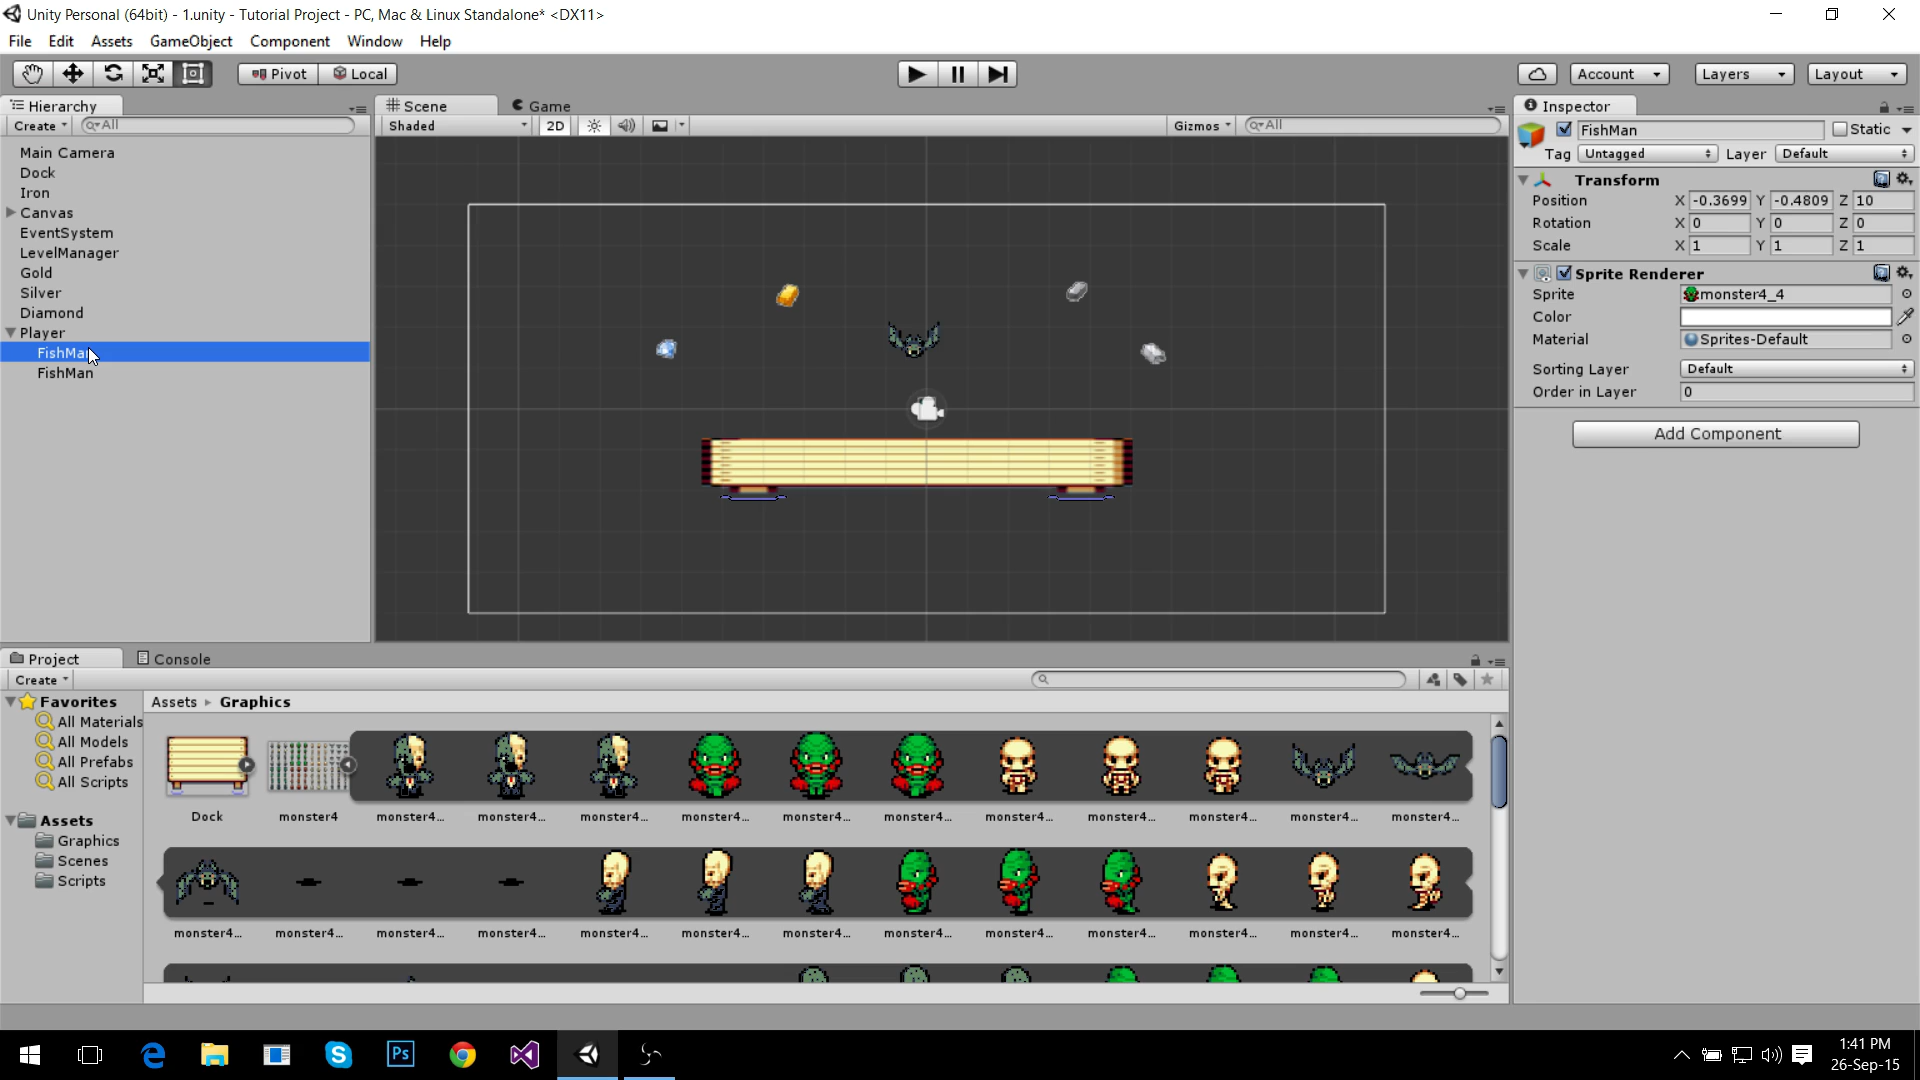 Unity Personal (64bit) - 1.unity - Tutorial Project - PC, Mac & Linux Standalone* <DX11>
File Edit Assets GameObject Component Window Help
Pivot Local
Account Layers Layout
Hierarchy
Create All
Main Camera
Dock
Iron
Canvas
EventSystem
LevelManager
Gold
Silver
Diamond
Player
FishMan
FishMan
Scene Game
Shaded 2D Gizmos All
Inspector
FishMan Static
Tag Untagged Layer Default
Transform
Position X -0.3699 Y -0.4809 Z 10
Rotation X 0 Y 0 Z 0
Scale X 1 Y 1 Z 1
Sprite Renderer
Sprite monster4_4
Color
Material Sprites-Default
Sorting Layer Default
Order in Layer 0
Add Component
Project Console
Create
Favorites
All Materials
All Models
All Prefabs
All Scripts
Assets
Graphics
Scenes
Scripts
Assets Graphics
Dock monster4 monster4... monster4... monster4... monster4... monster4... monster4... monster4... monster4... monster4... monster4... monster4...
monster4... monster4... monster4... monster4... monster4... monster4... monster4... monster4... monster4... monster4... monster4... monster4... monster4...
Ps
1:41 PM
26-Sep-15